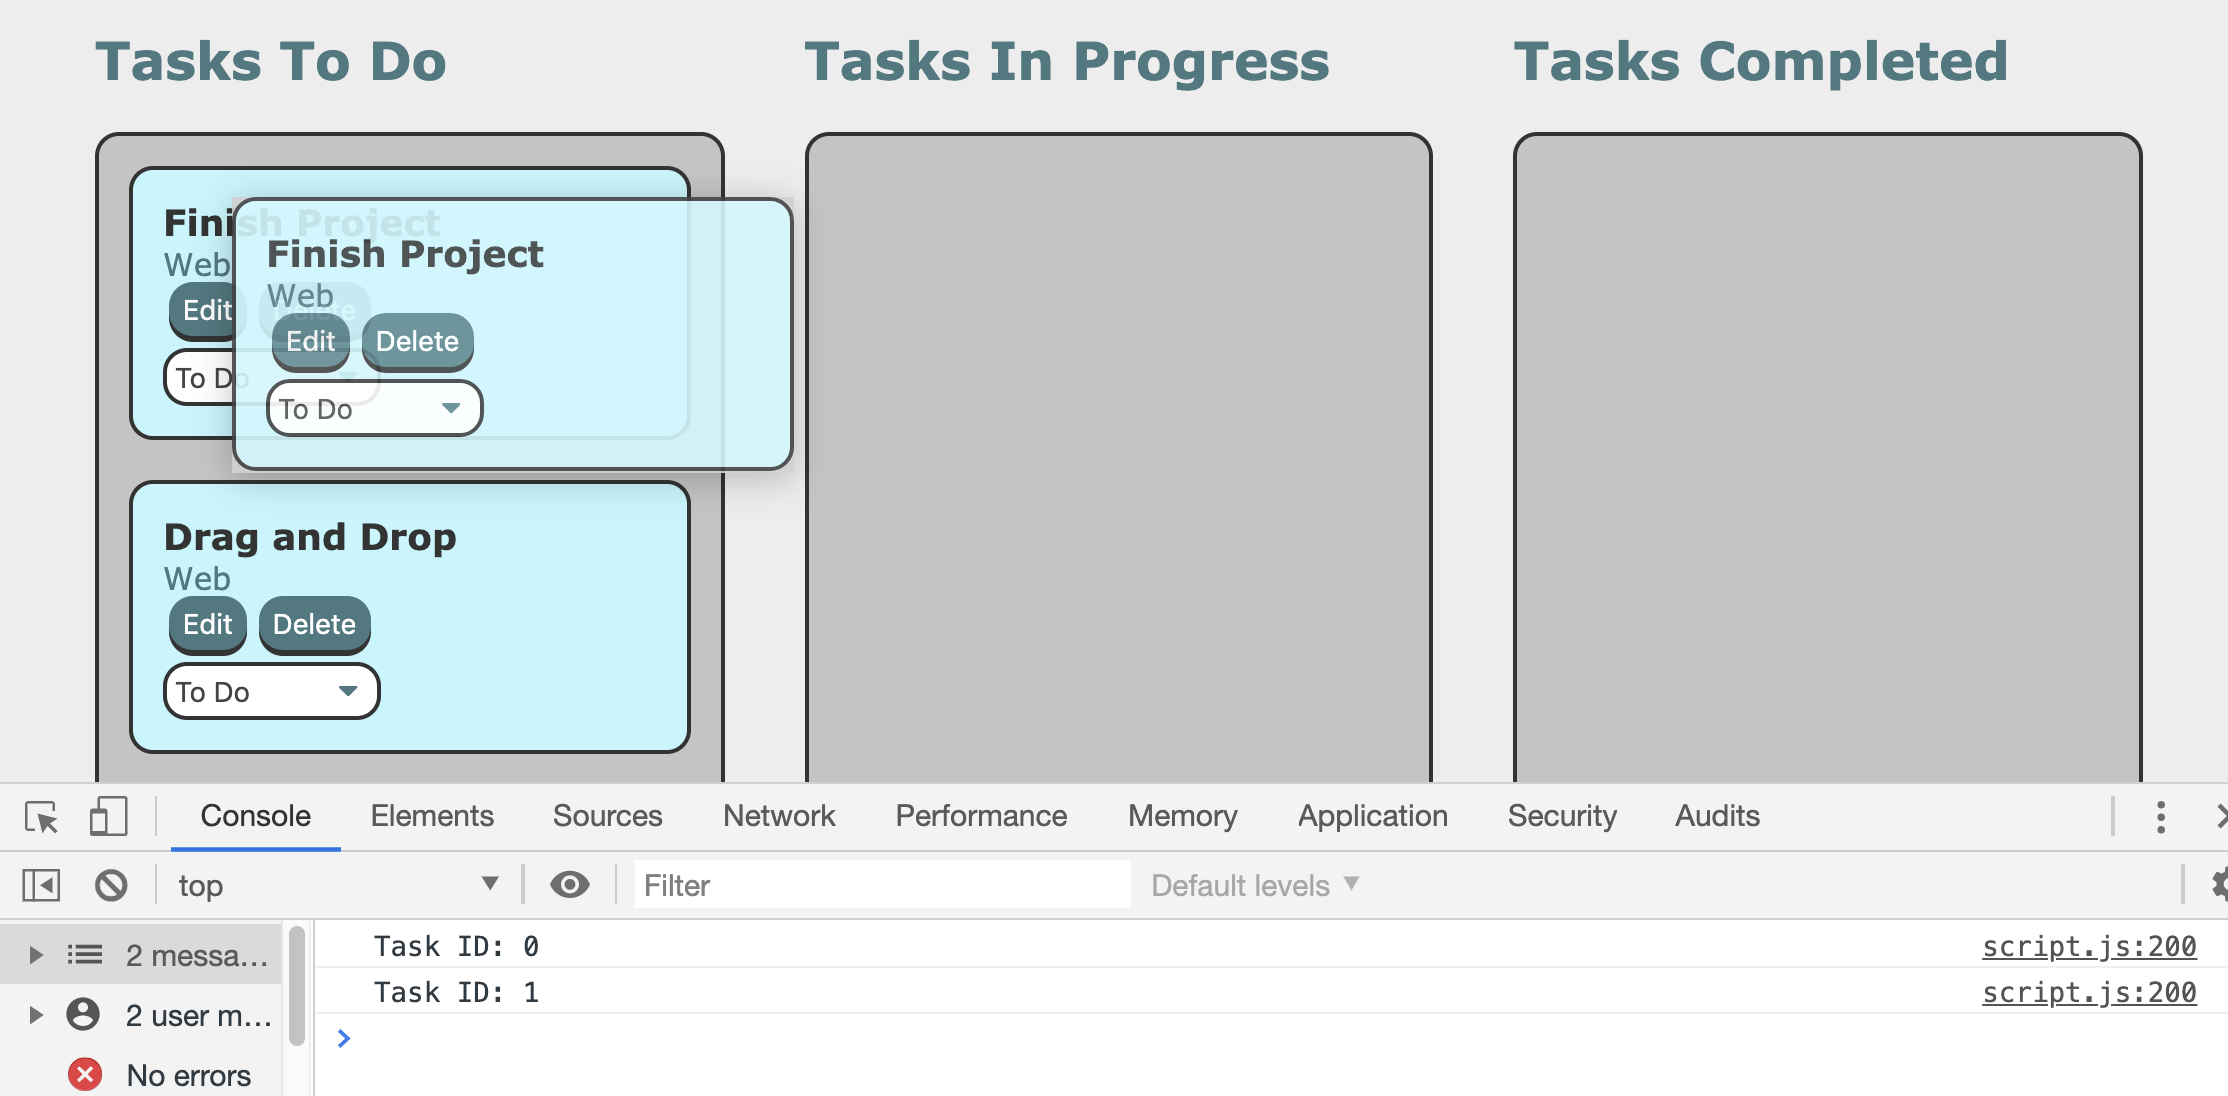 Tasks To Do
Tasks In Progress
Tasks Completed
Finish Project
Web
Edit Delete
To Do
Finish Project
Web
Edit Delete
To Do
Drag and Drop
Web
Edit Delete
To Do
Console Elements Sources Network Performance Memory Application Security Audits
top Filter Default levels
2 messa...
2 user m...
No errors
Task ID: 0 script.js:200
Task ID: 1 script.js:200